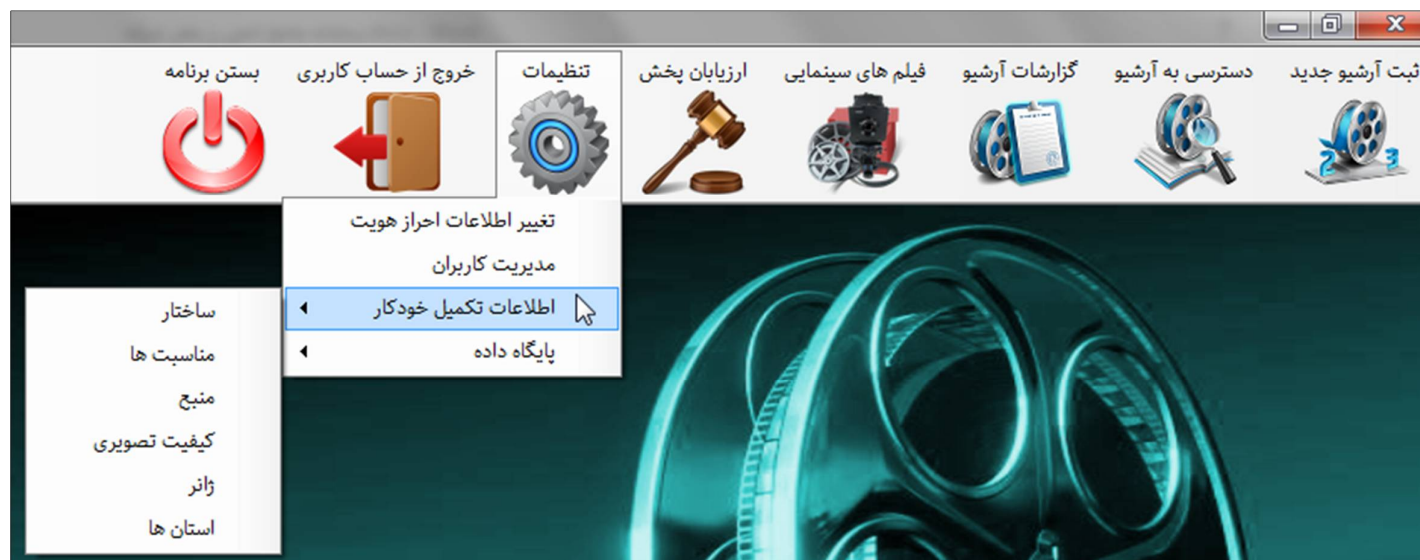 ثبت آرشیو جدید
دسترسی به آرشیو
گزارشات آرشیو
فیلم های سینمایی
ارزیابان پخش
تنظیمات
خروج از حساب کاربری
بستن برنامه
تغییر اطلاعات احراز هویت
مدیریت کاربران
اطلاعات تکمیل خودکار
پایگاه داده
ساختار
مناسبت ها
منبع
کیفیت تصویری
ژانر
استان ها